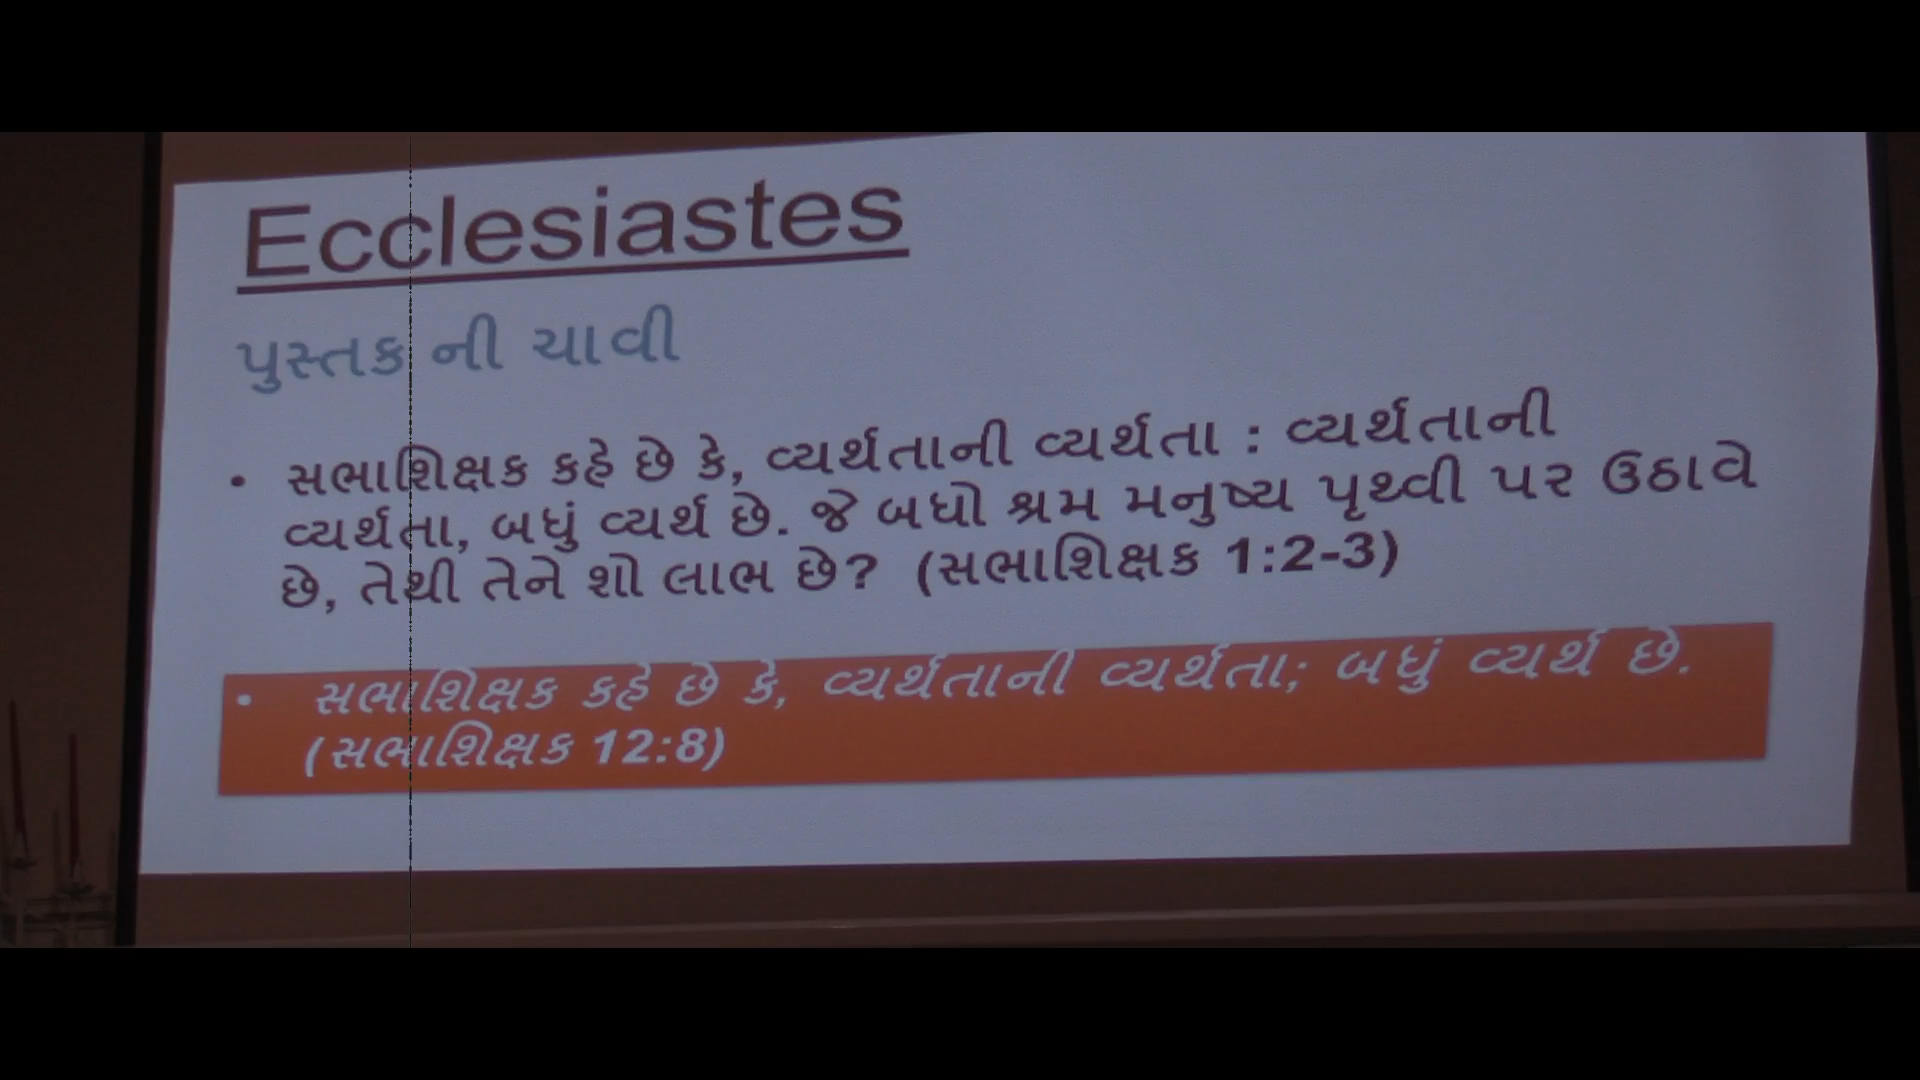 Ecclesiastes
પુસ્તક ની ચાવી
• સભાશિક્ષક કહે છે કે, વ્યર્થતાની વ્યર્થતા : વ્યર્થતાની
વ્યર્થતા, બધું વ્યર્થ છે. જે બધો શ્રમ મનુષ્ય પૃથ્વી પર ઉઠાવે
છે, તેથી તેને શો લાભ છે? (સભાશિક્ષક 1:2-3)
• સભાશિક્ષક કહે છે કે, વ્યર્થતાની વ્યર્થતા; બધું વ્યર્થ છે.
(સભાશિક્ષક 12:8)